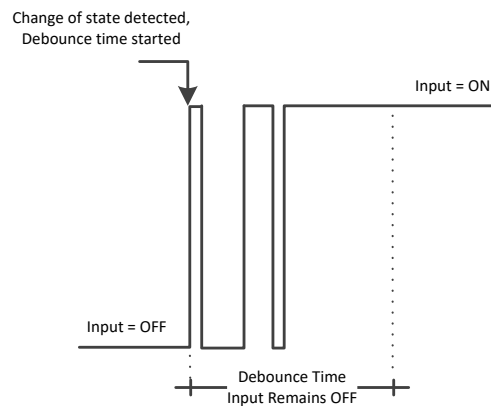 Change of state detected,
Debounce time started
Input = ON
Input = OFF
Debounce Time
Input Remains OFF